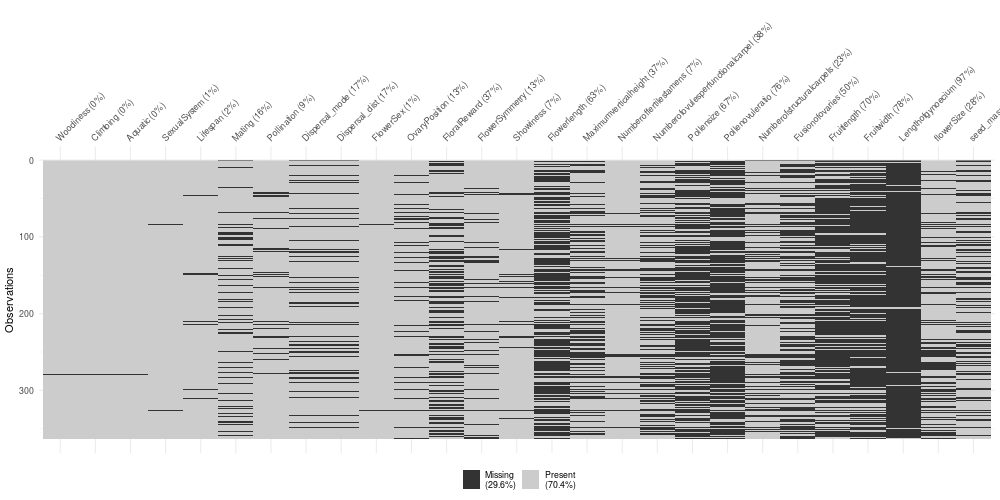 Woodiness (0%)
Climbing (0%)
Aquatic (0%)
SexualSystem (1%)
Lifespan (2%)
Mating (16%)
Pollination (9%)
Dispersal_mode (17%)
Dispersal_dist (17%)
FlowerSex (1%)
OvaryPosition (13%)
FloralReward (37%)
FlowerSymmetry (13%)
Showiness (7%)
Flowerlength (63%)
Maximumverticalheight (37%)
Numberoffertilestamens (7%)
Numberofovulesperfunctionalcarpel (38%)
Pollensize (67%)
Pollenovuleratio (76%)
Numberofstructuralcarpels (23%)
Fusionofovaries (50%)
Fruitlength (70%)
Fruitwidth (78%)
Lengthofgynoecium (97%)
flowerSize (28%)
0
100
200
300
Observations
Missing
(29.6%)
Present
(70.4%)